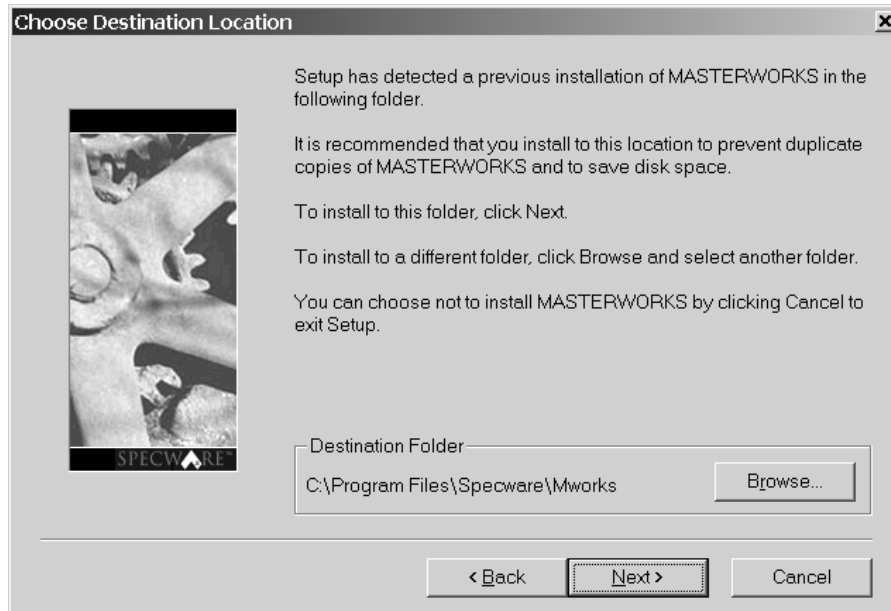 Choose Destination Location
Setup has detected a previous installation of MASTERWORKS in the
following folder.
It is recommended that you install to this location to prevent duplicate
copies of MASTERWORKS and to save disk space.
To install to this folder, click Next.
To install to a different folder, click Browse and select another folder.
You can choose not to install MASTERWORKS by clicking Cancel to
exit Setup.
SPECWARE™
Destination Folder
C:\Program Files\Specware\Mworks
Browse...
< Back
Next >
Cancel